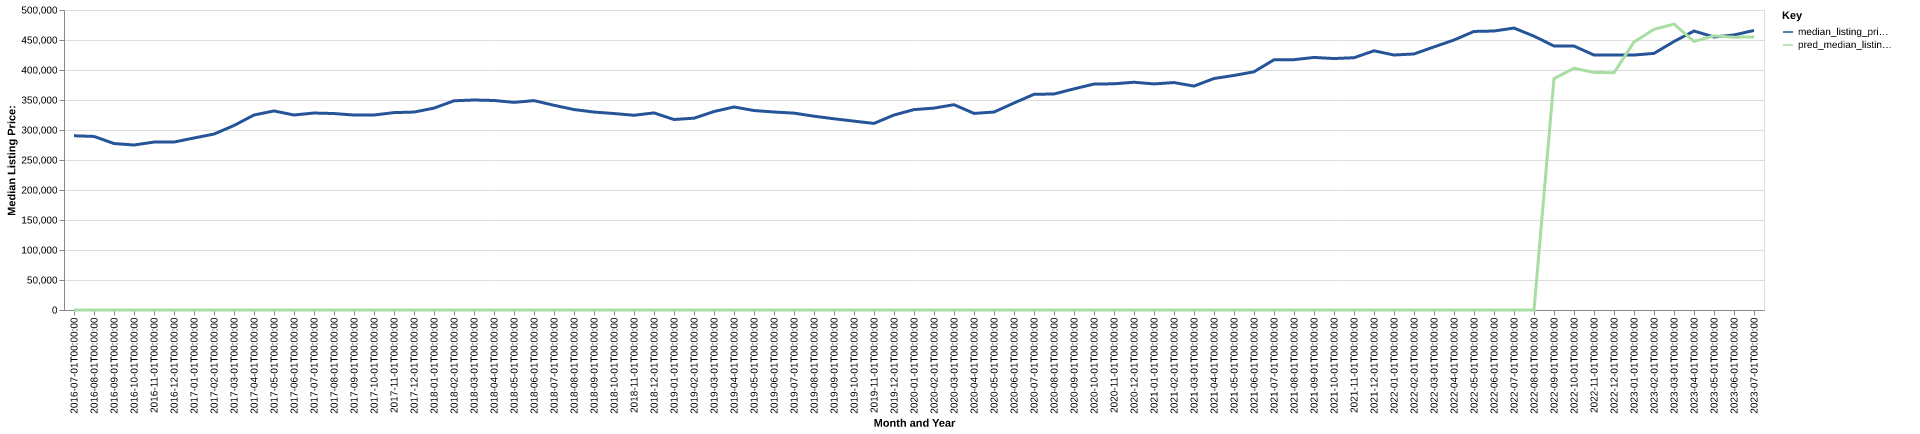 500,000
450,000
400,000
350,000
300,000
250,000
200,000
150,000
100,000
50,000
0
Median Listing Price:
2016-07-01T00:00:00
2016-08-01T00:00:00
2016-09-01T00:00:00
2016-10-01T00:00:00
2016-11-01T00:00:00
2016-12-01T00:00:00
2017-01-01T00:00:00
2017-02-01T00:00:00
2017-03-01T00:00:00
2017-04-01T00:00:00
2017-05-01T00:00:00
2017-06-01T00:00:00
2017-07-01T00:00:00
2017-08-01T00:00:00
2017-09-01T00:00:00
2017-10-01T00:00:00
2017-11-01T00:00:00
2017-12-01T00:00:00
2018-01-01T00:00:00
2018-02-01T00:00:00
2018-03-01T00:00:00
2018-04-01T00:00:00
2018-05-01T00:00:00
2018-06-01T00:00:00
2018-07-01T00:00:00
2018-08-01T00:00:00
2018-09-01T00:00:00
2018-10-01T00:00:00
2018-11-01T00:00:00
2018-12-01T00:00:00
2019-01-01T00:00:00
2019-02-01T00:00:00
2019-03-01T00:00:00
2019-04-01T00:00:00
2019-05-01T00:00:00
2019-06-01T00:00:00
2019-07-01T00:00:00
2019-08-01T00:00:00
2019-09-01T00:00:00
2019-10-01T00:00:00
2019-11-01T00:00:00
2019-12-01T00:00:00
2020-01-01T00:00:00
2020-02-01T00:00:00
2020-03-01T00:00:00
2020-04-01T00:00:00
2020-05-01T00:00:00
2020-06-01T00:00:00
2020-07-01T00:00:00
2020-08-01T00:00:00
2020-09-01T00:00:00
2020-10-01T00:00:00
2020-11-01T00:00:00
2020-12-01T00:00:00
2021-01-01T00:00:00
2021-02-01T00:00:00
2021-03-01T00:00:00
2021-04-01T00:00:00
2021-05-01T00:00:00
2021-06-01T00:00:00
2021-07-01T00:00:00
2021-08-01T00:00:00
2021-09-01T00:00:00
2021-10-01T00:00:00
2021-11-01T00:00:00
2021-12-01T00:00:00
2022-01-01T00:00:00
2022-02-01T00:00:00
2022-03-01T00:00:00
2022-04-01T00:00:00
2022-05-01T00:00:00
2022-06-01T00:00:00
2022-07-01T00:00:00
2022-08-01T00:00:00
2022-09-01T00:00:00
2022-10-01T00:00:00
2022-11-01T00:00:00
2022-12-01T00:00:00
2023-01-01T00:00:00
2023-02-01T00:00:00
2023-03-01T00:00:00
2023-04-01T00:00:00
2023-05-01T00:00:00
2023-06-01T00:00:00
2023-07-01T00:00:00
Month and Year
Key
median_listing_pri…
pred_median_listin…